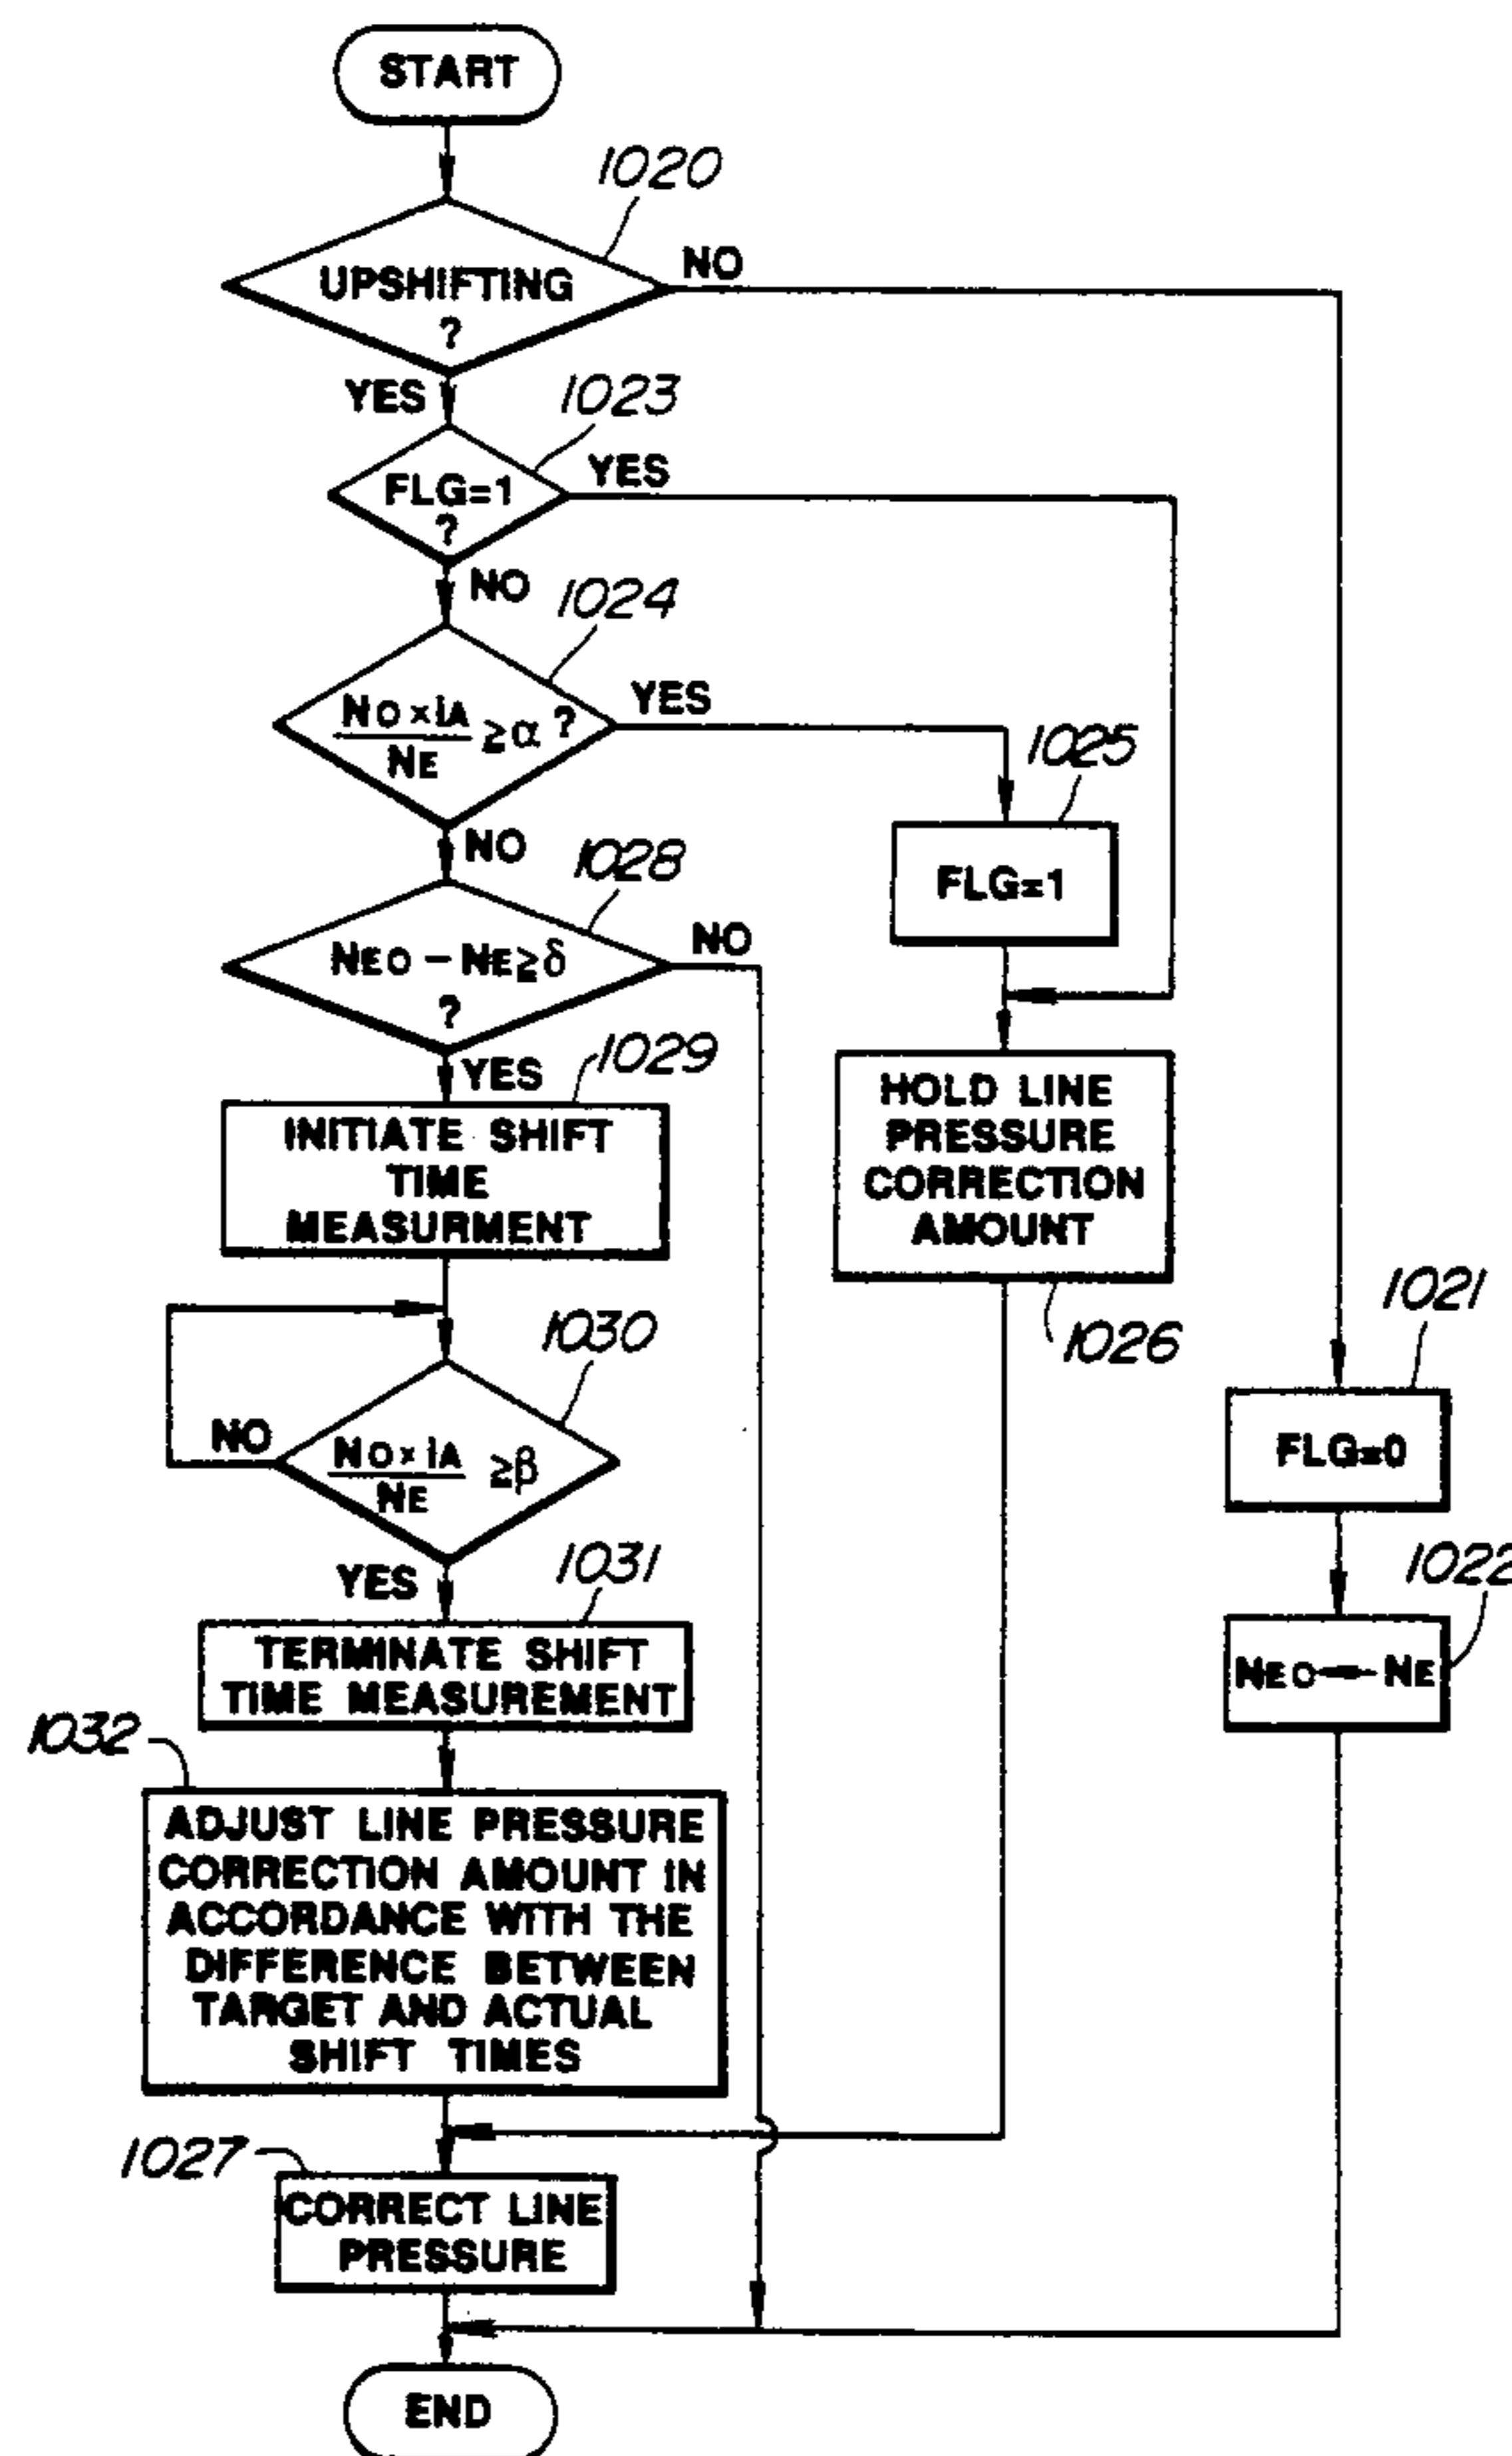 START
1020
UPSHIFTING
?
NO
YES
1023
FLG=1
?
YES
NO
1024
NO×iA
NE
≧α ?
YES
1025
FLG=1
NO
1028
NEO – NE≧δ
?
NO
YES
1029
INITIATE SHIFT
TIME
MEASURMENT
HOLD LINE
PRESSURE
CORRECTION
AMOUNT
1026
1030
NO×iA
NE
≧β
NO
YES
1021
FLG=0
1022
NEO← NE
1031
TERMINATE SHIFT
TIME MEASUREMENT
1032
ADJUST LINE PRESSURE
CORRECTION AMOUNT IN
ACCORDANCE WITH THE
DIFFERENCE BETWEEN
TARGET AND ACTUAL
SHIFT TIMES
1027
CORRECT LINE
PRESSURE
END